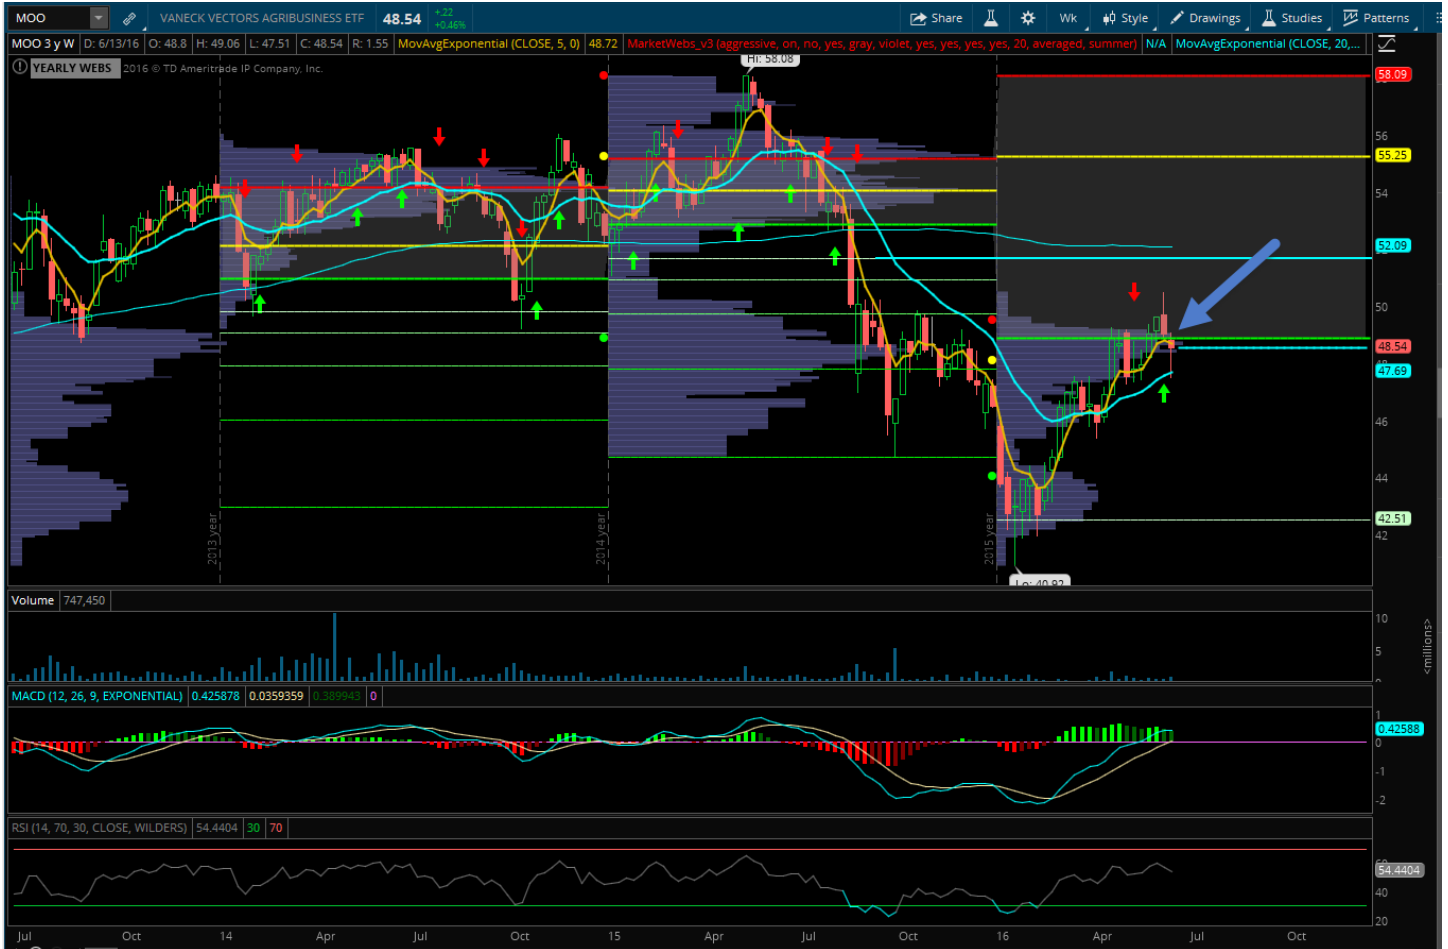 MOO VANECK VECTORS AGRIBUSINESS ETF 48.54 +.22 +0.46% Share Wk Style Drawings Studies Patterns
MOO 3 y W D: 6/13/16 O: 48.8 H: 49.06 L: 47.51 C: 48.54 R: 1.55 MovAvgExponential (CLOSE, 5, 0) 48.72 MarketWebs_v3 (aggressive, on, no, yes, gray, violet, yes, yes, yes, yes, 20, averaged, summer) N/A MovAvgExponential (CLOSE, 20,...
YEARLY WEBS 2016 © TD Ameritrade IP Company, Inc.
Hi: 58.08
58.09
56
55.25
54
52.09
50
48.54
47.69
46
44
42.51
42
2013 year
2014 year
2015 year
Lo: 40.92
Volume 747,450
10
5
<millions>
MACD (12, 26, 9, EXPONENTIAL) 0.425878 0.0359359 0.389943 0
1
0.42588
0
-1
-2
RSI (14, 70, 30, CLOSE, WILDERS) 54.4404 30 70
54.4404
40
20
Jul Oct 14 Apr Jul Oct 15 Apr Jul Oct 16 Apr Jul Oct